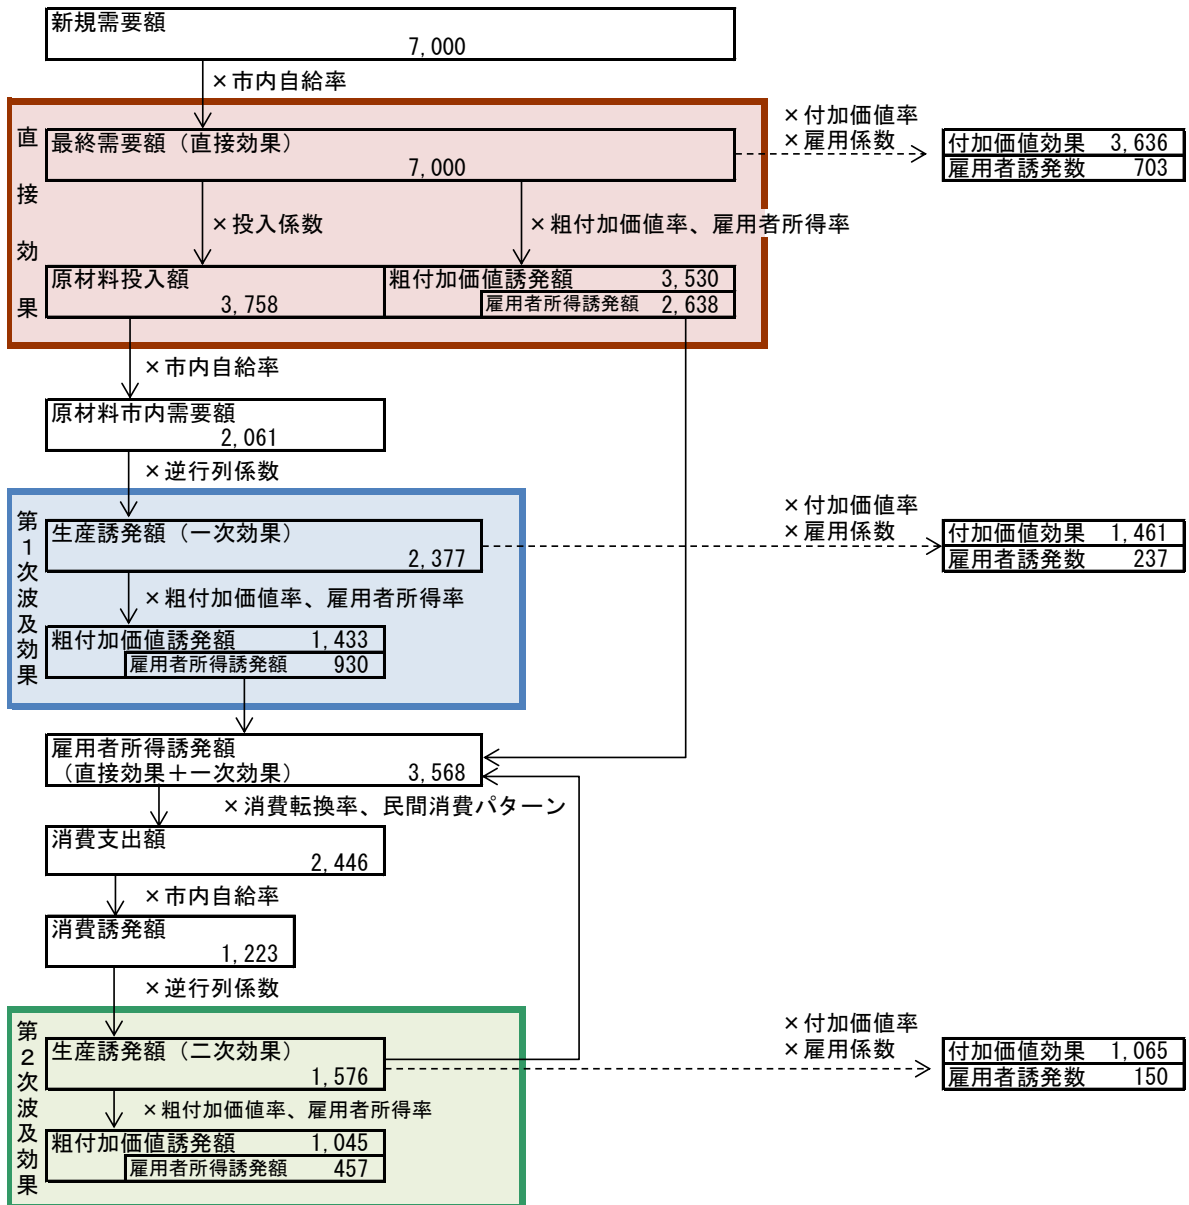 新規需要額
7,000
×市内自給率
直接効果
最終需要額（直接効果）
7,000
×付加価値率
×雇用係数
付加価値効果 3,636
雇用者誘発数 703
×投入係数
×粗付加価値率、雇用者所得率
原材料投入額
3,758
粗付加価値誘発額 3,530
雇用者所得誘発額 2,638
×市内自給率
原材料市内需要額
2,061
×逆行列係数
第1次波及効果
生産誘発額（一次効果）
2,377
×付加価値率
×雇用係数
付加価値効果 1,461
雇用者誘発数 237
×粗付加価値率、雇用者所得率
粗付加価値誘発額 1,433
雇用者所得誘発額 930
雇用者所得誘発額
（直接効果＋一次効果） 3,568
×消費転換率、民間消費パターン
消費支出額
2,446
×市内自給率
消費誘発額
1,223
×逆行列係数
第2次波及効果
生産誘発額（二次効果）
1,576
×付加価値率
×雇用係数
付加価値効果 1,065
雇用者誘発数 150
×粗付加価値率、雇用者所得率
粗付加価値誘発額 1,045
雇用者所得誘発額 457